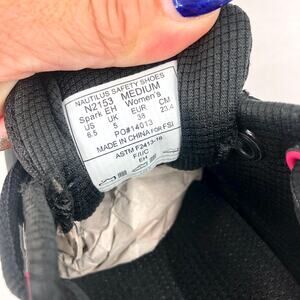 NAUTILUS SAFETY SHOES
N2153 MEDIUM
Spark EH Women's
US UK EUR CM
6.5 5 38 23.4
PO#14013
MADE IN CHINA FOR FSI
ASTM F2413-18
F/I/C
EH